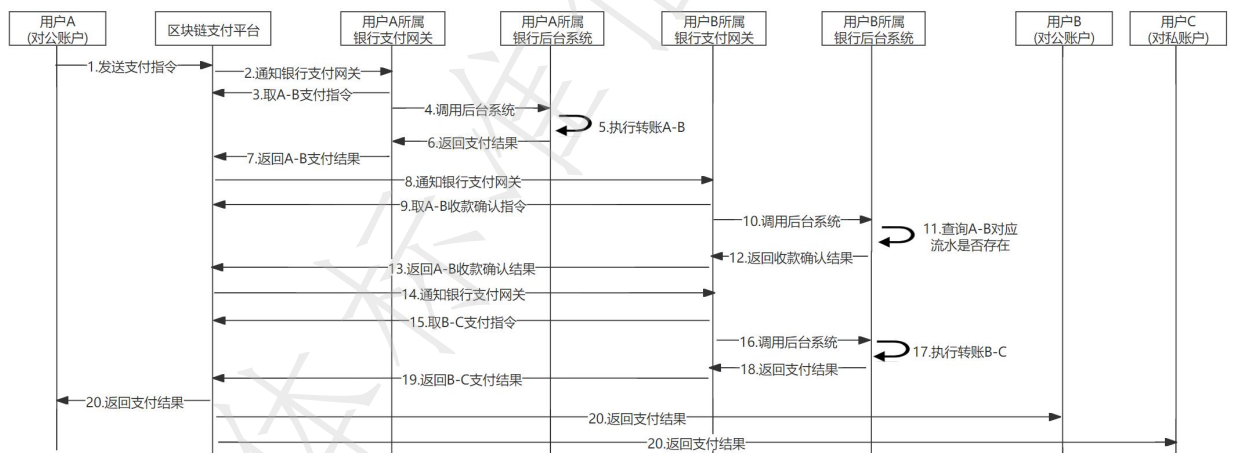 用户A
(对公账户)
区块链支付平台
用户A所属
银行支付网关
用户A所属
银行后台系统
用户B所属
银行支付网关
用户B所属
银行后台系统
用户B
(对公账户)
用户C
(对私账户)
1.发送支付指令
2.通知银行支付网关
3.取A-B支付指令
4.调用后台系统
5.执行转账A-B
6.返回支付结果
7.返回A-B支付结果
8.通知银行支付网关
9.取A-B收款确认指令
10.调用后台系统
11.查询A-B对应
流水是否存在
12.返回收款确认结果
13.返回A-B收款确认结果
14.通知银行支付网关
15.取B-C支付指令
16.调用后台系统
17.执行转账B-C
18.返回支付结果
19.返回B-C支付结果
20.返回支付结果
20.返回支付结果
20.返回支付结果